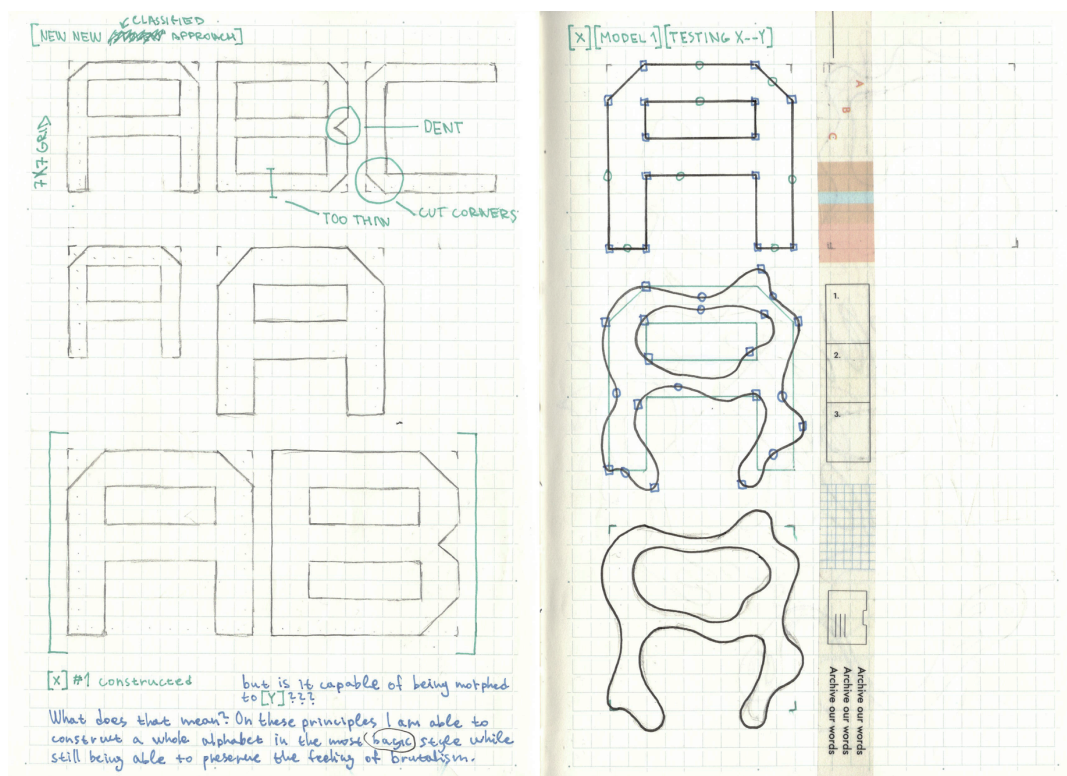 CLASSIFIED
[NEW NEW APPROACH]
7X7 GRID
A B C
DENT
TOO THIN
CUT CORNERS
A A
A B
[X] #1 constructed
but is it capable of being morphed
to [Y]???
What does that mean? On these principles I am able to
construct a whole alphabet in the most basic style while
still being able to preserve the feeling of brutalism.
[X][MODEL 1][TESTING X--Y]
A
A
A
A
B
C
1.
2.
3.
Archive our words
Archive our words
Archive our words